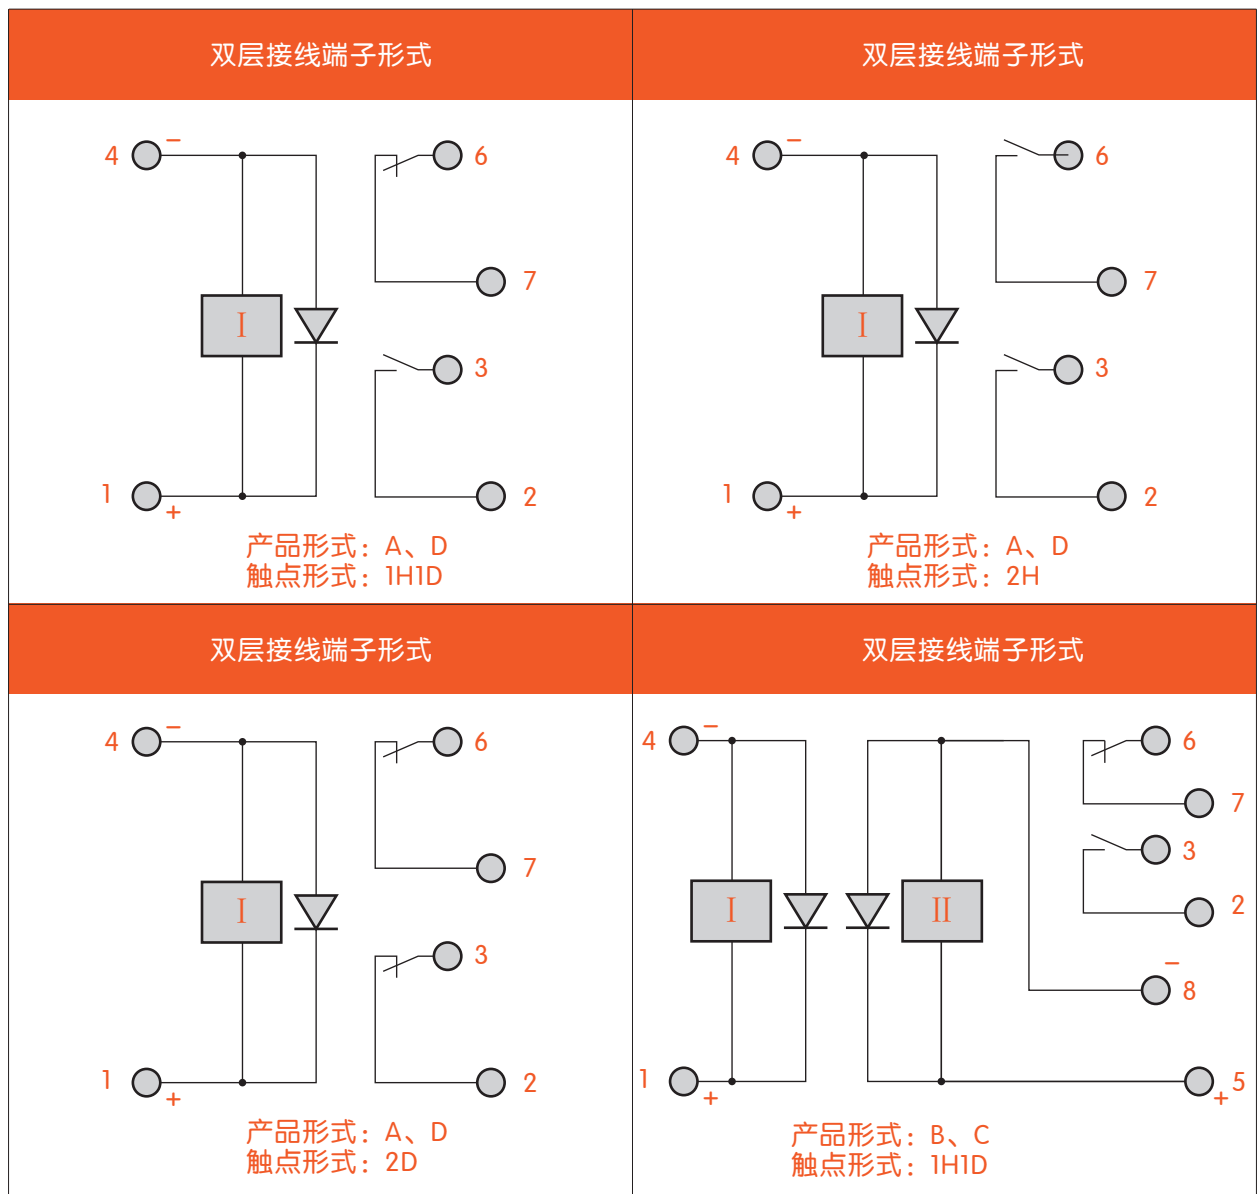 双层接线端子形式
双层接线端子形式
4 − 6
7
I
3
1 + 2
产品形式：A、D
触点形式：1H1D
4 − 6
7
I
3
1 + 2
产品形式：A、D
触点形式：2H
双层接线端子形式
双层接线端子形式
4 − 6
7
I
3
1 + 2
产品形式：A、D
触点形式：2D
4 − 6
7
3
I II 2
− 8
1 + + 5
产品形式：B、C
触点形式：1H1D